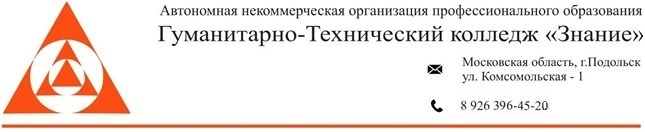 Автономная некоммерческая организация профессионального образования
Гуманитарно-Технический колледж «Знание»
Московская область, г.Подольск
ул. Комсомольская - 1
8 926 396-45-20